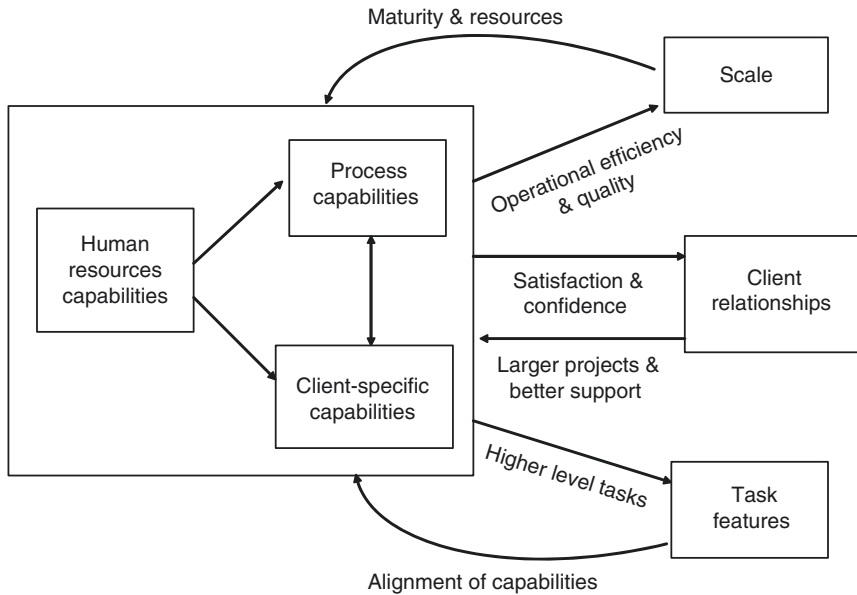 Maturity & resources
Scale
Process
capabilities
Operational efficiency
& quality
Human
resources
capabilities
Satisfaction &
confidence
Client
relationships
Larger projects &
better support
Client-specific
capabilities
Higher level tasks
Task
features
Alignment of capabilities